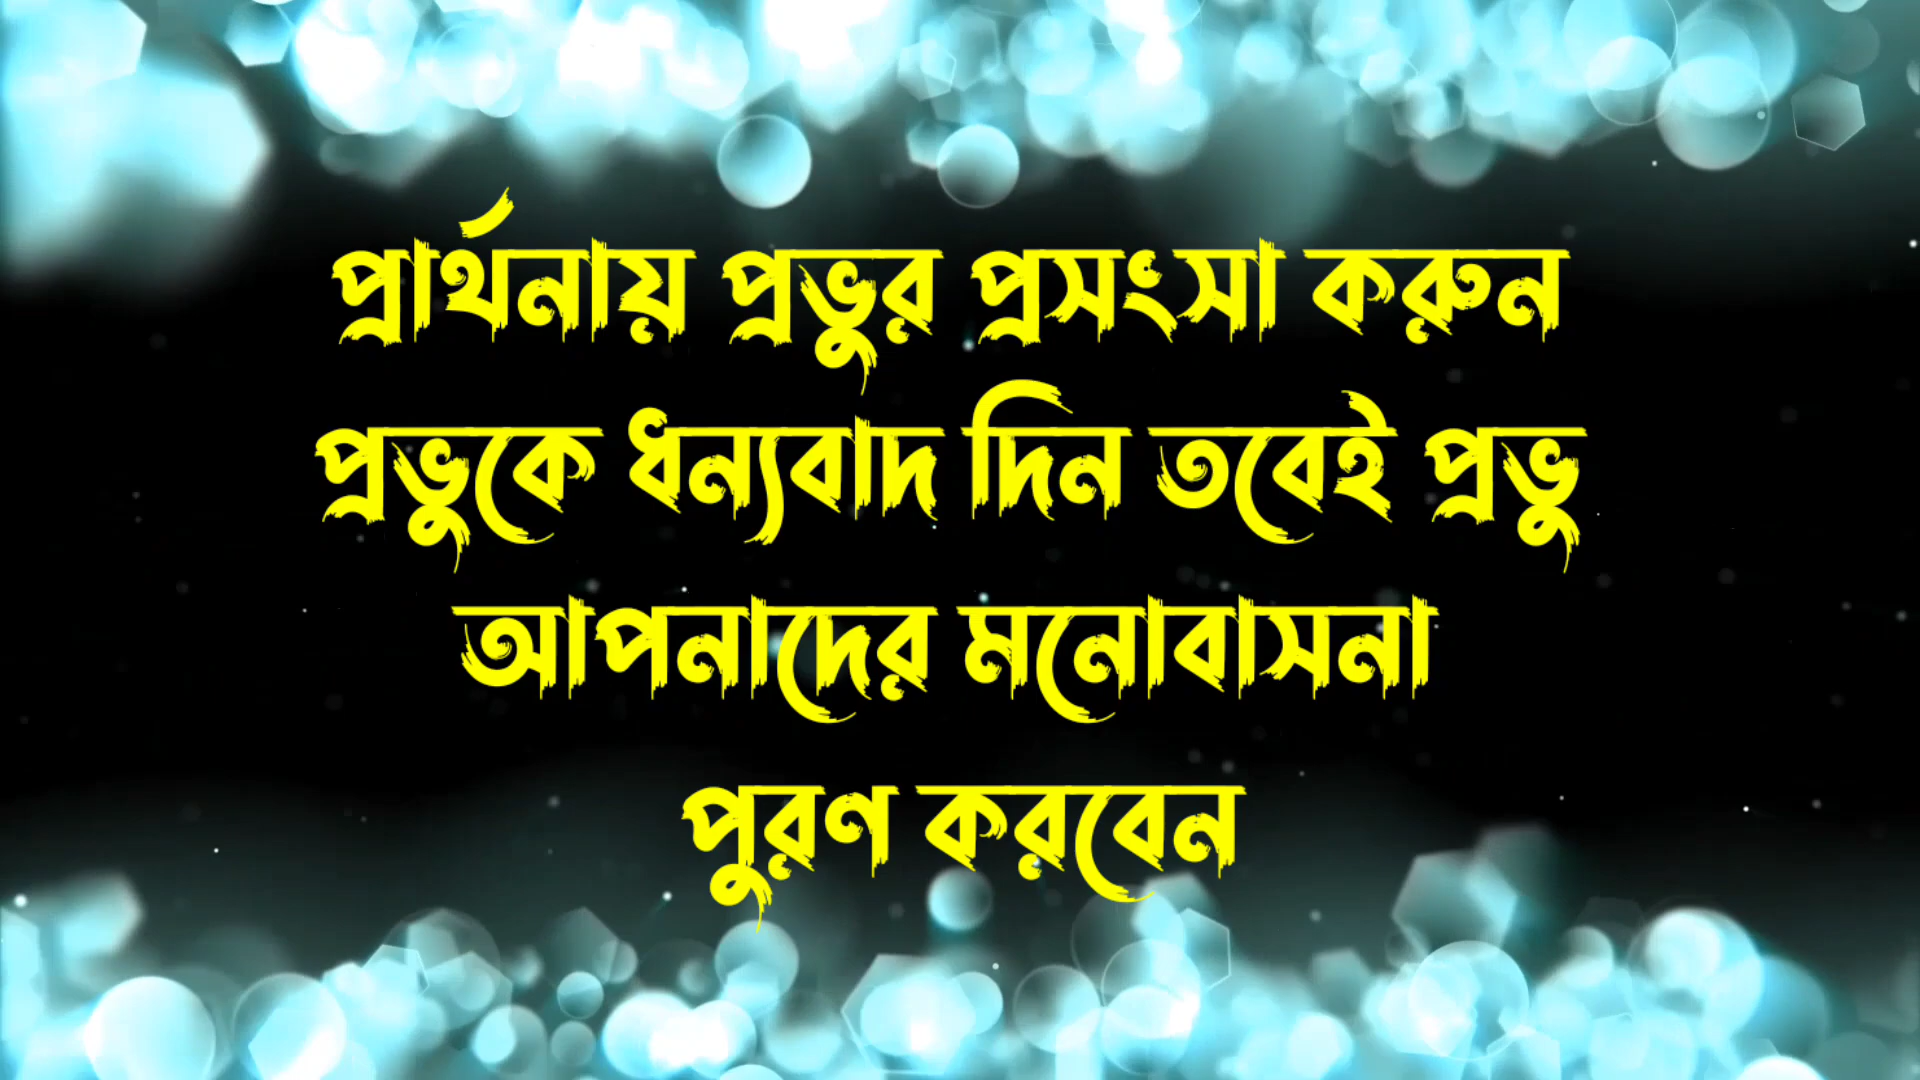 প্রার্থনায় প্রভুর প্রসংসা করুন
প্রভুকে ধন্যবাদ দিন তবেই প্রভু
আপনাদের মনোবাসনা
পুরণ করবেন